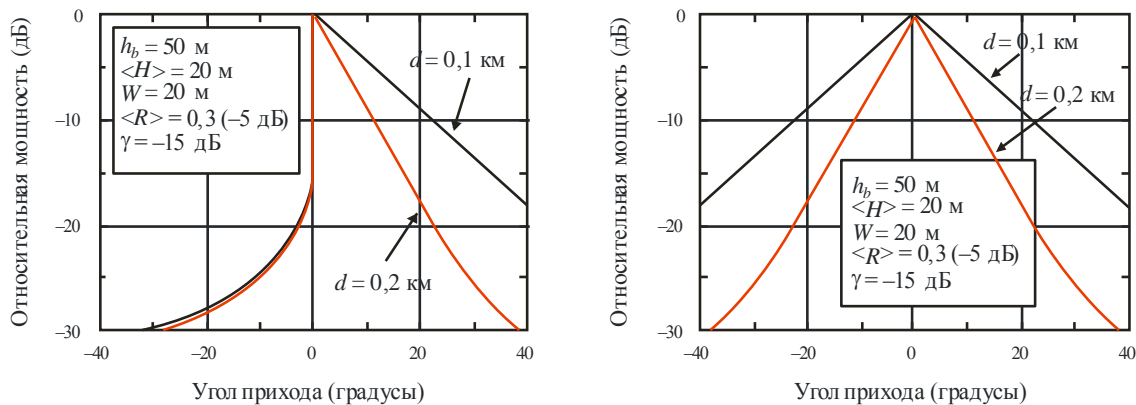 Относительная мощность (дБ)
0
–10
–20
–30
h_b = 50 м
<H> = 20 м
W = 20 м
<R> = 0,3 (–5 дБ)
γ = –15 дБ
d = 0,1 км
d = 0,2 км
–40
–20
0
20
40
Угол прихода (градусы)
Относительная мощность (дБ)
0
–10
–20
–30
d = 0,1 км
d = 0,2 км
h_b = 50 м
<H> = 20 м
W = 20 м
<R> = 0,3 (–5 дБ)
γ = –15 дБ
–40
–20
0
20
40
Угол прихода (градусы)